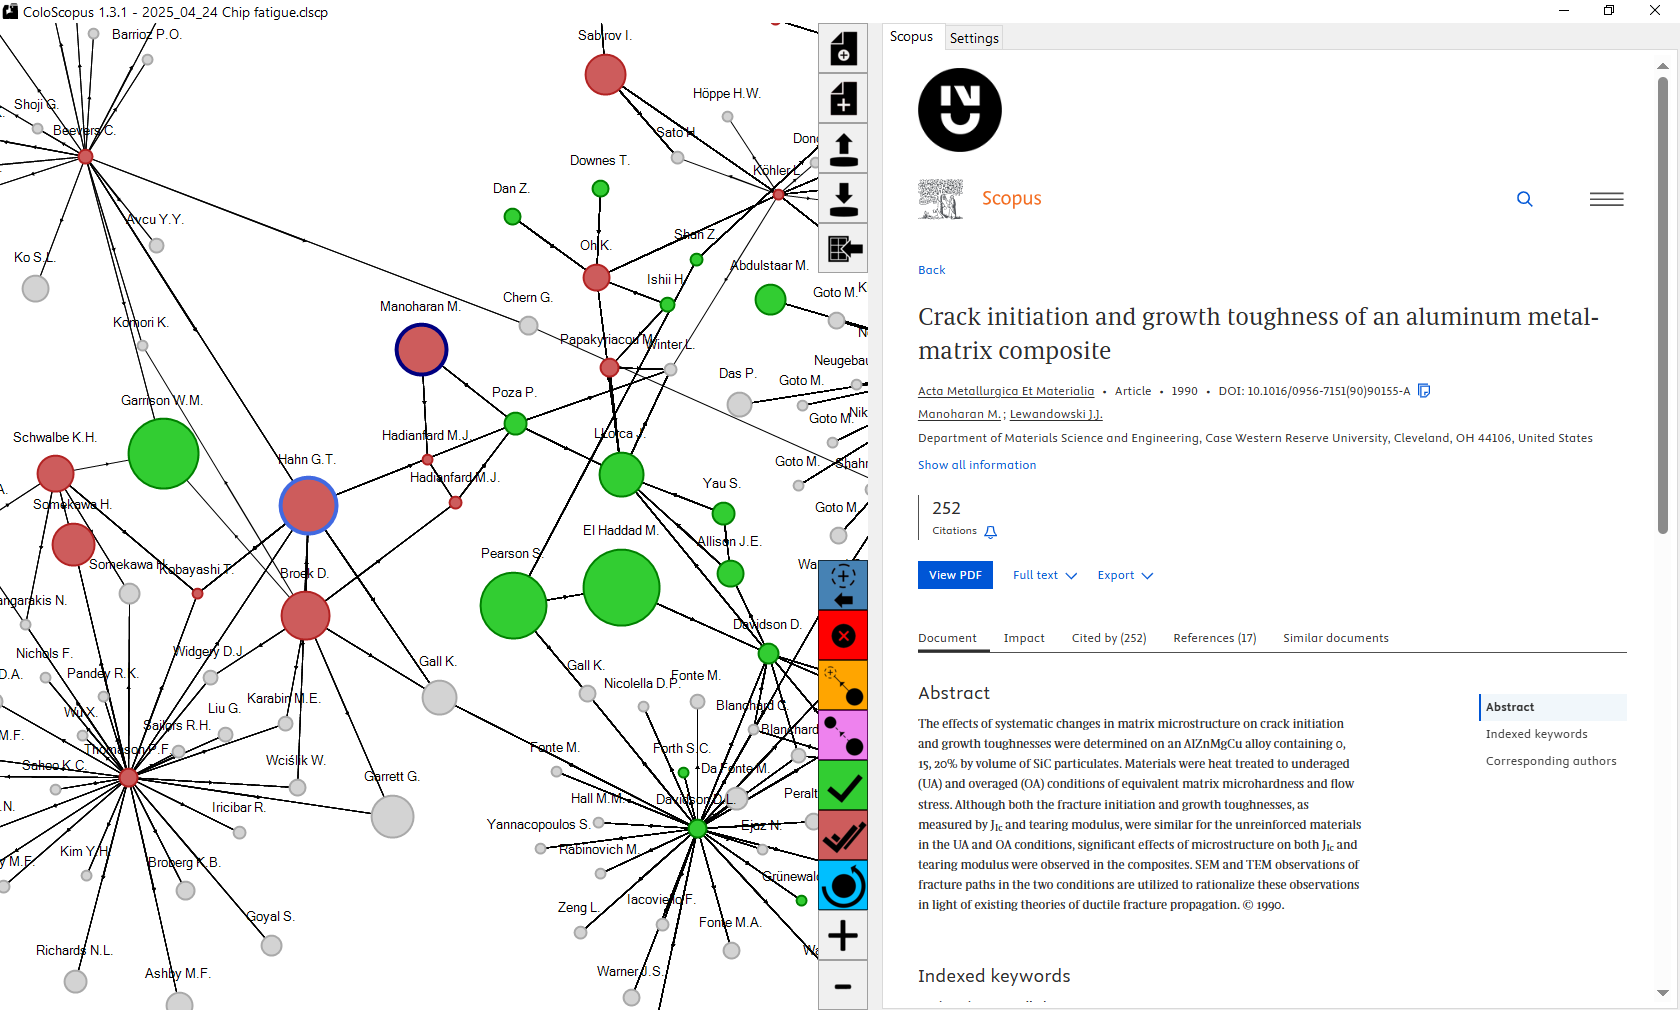 ColoScopus 1.3.1 - 2025_04_24 Chip fatigue.clscp
Barrioz P.O.
Shoji G.
Beevers C.
Avcu Y.Y.
Ko S.L.
Komori K.
Garrison W.M.
Schwalbe K.H.
Hahn G.T.
Somekawa H.
Somekawa H.
Kobayashi T.
Broek D.
angarakis N.
Nichols F.
D.A.
Pandey R.K.
Widgery D.J.
Wu X.
Liu G.
Karabin M.E.
M.F.
Sailors R.H.
Thomason P.F.
Sahoo K.C.
Wciślik W.
Garrett G.
.N.
Iricibar R.
Kim Y.H.
y M.F.
Broberg K.B.
Goyal S.
Richards N.L.
Ashby M.F.
Sabirov I.
Höppe H.W.
Sato H.
Dono
Köhler L.
Downes T.
Dan Z.
Oh K.
Shan Z.
Ishii H.
Abdulstaar M.
Chern G.
Goto M.
K
Manoharan M.
Papakyriacou M.
Winter L.
Neugebau
Das P.
Goto M.
Poza P.
Goto M.
Nik
Hadianfard M.J.
LLorca J.
Goto M.
Shahr
Hadianfard M.J.
Yau S.
Goto M.
El Haddad M.
Allison J.E.
Pearson S.
Wa
Davidson D.
Gall K.
Gall K.
Nicolella D.P.
Fonte M.
Blanchard C.
Blanchard
Fonte M.
Forth S.C.
Da Fonte M.
Hall M.M.
Davidson D.L.
Peralt
Yannacopoulos S.
Ejaz N.
Rabinovich M.
Grünewald
Iacoviello F.
Zeng L.
Fonte M.A.
Wa
Warner J.S.
Scopus
Settings
Scopus
Back
Crack initiation and growth toughness of an aluminum metal-
matrix composite
Acta Metallurgica Et Materialia • Article • 1990 • DOI: 10.1016/0956-7151(90)90155-A
Manoharan M. ; Lewandowski J.J.
Department of Materials Science and Engineering, Case Western Reserve University, Cleveland, OH 44106, United States
Show all information
252
Citations
View PDF
Full text
Export
Document
Impact
Cited by (252)
References (17)
Similar documents
Abstract
The effects of systematic changes in matrix microstructure on crack initiation
and growth toughnesses were determined on an AlZnMgCu alloy containing 0,
15, 20% by volume of SiC particulates. Materials were heat treated to underaged
(UA) and overaged (OA) conditions of equivalent matrix microhardness and flow
stress. Although both the fracture initiation and growth toughnesses, as
measured by JIc and tearing modulus, were similar for the unreinforced materials
in the UA and OA conditions, significant effects of microstructure on both JIc and
tearing modulus were observed in the composites. SEM and TEM observations of
fracture paths in the two conditions are utilized to rationalize these observations
in light of existing theories of ductile fracture propagation. © 1990.
Abstract
Indexed keywords
Corresponding authors
Indexed keywords